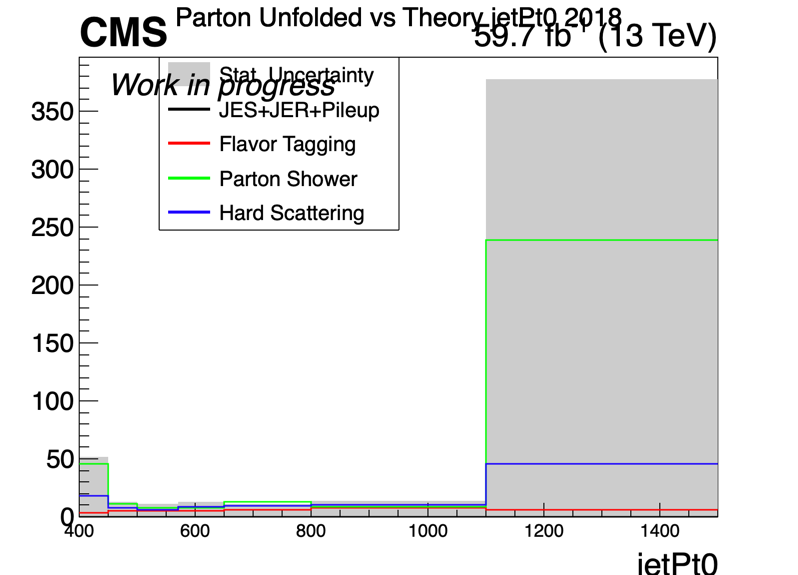 Parton Unfolded vs Theory jetPt0 2018
CMS
59.7 fb⁻¹ (13 TeV)
Work in progress
Stat. Uncertainty
JES+JER+Pileup
Flavor Tagging
Parton Shower
Hard Scattering
350
300
250
200
150
100
50
0
400 600 800 1000 1200 1400
jetPt0